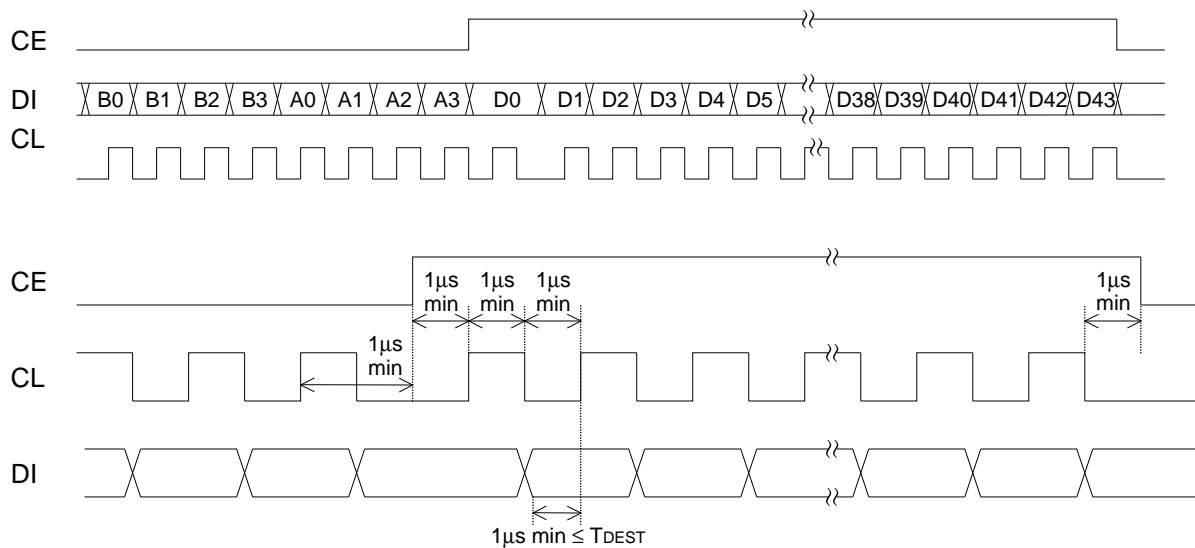 CE
DI B0 B1 B2 B3 A0 A1 A2 A3 D0 D1 D2 D3 D4 D5 D38 D39 D40 D41 D42 D43
CL
CE
1μs min 1μs min 1μs min 1μs min
1μs min
CL
DI
1μs min ≤ TDEST